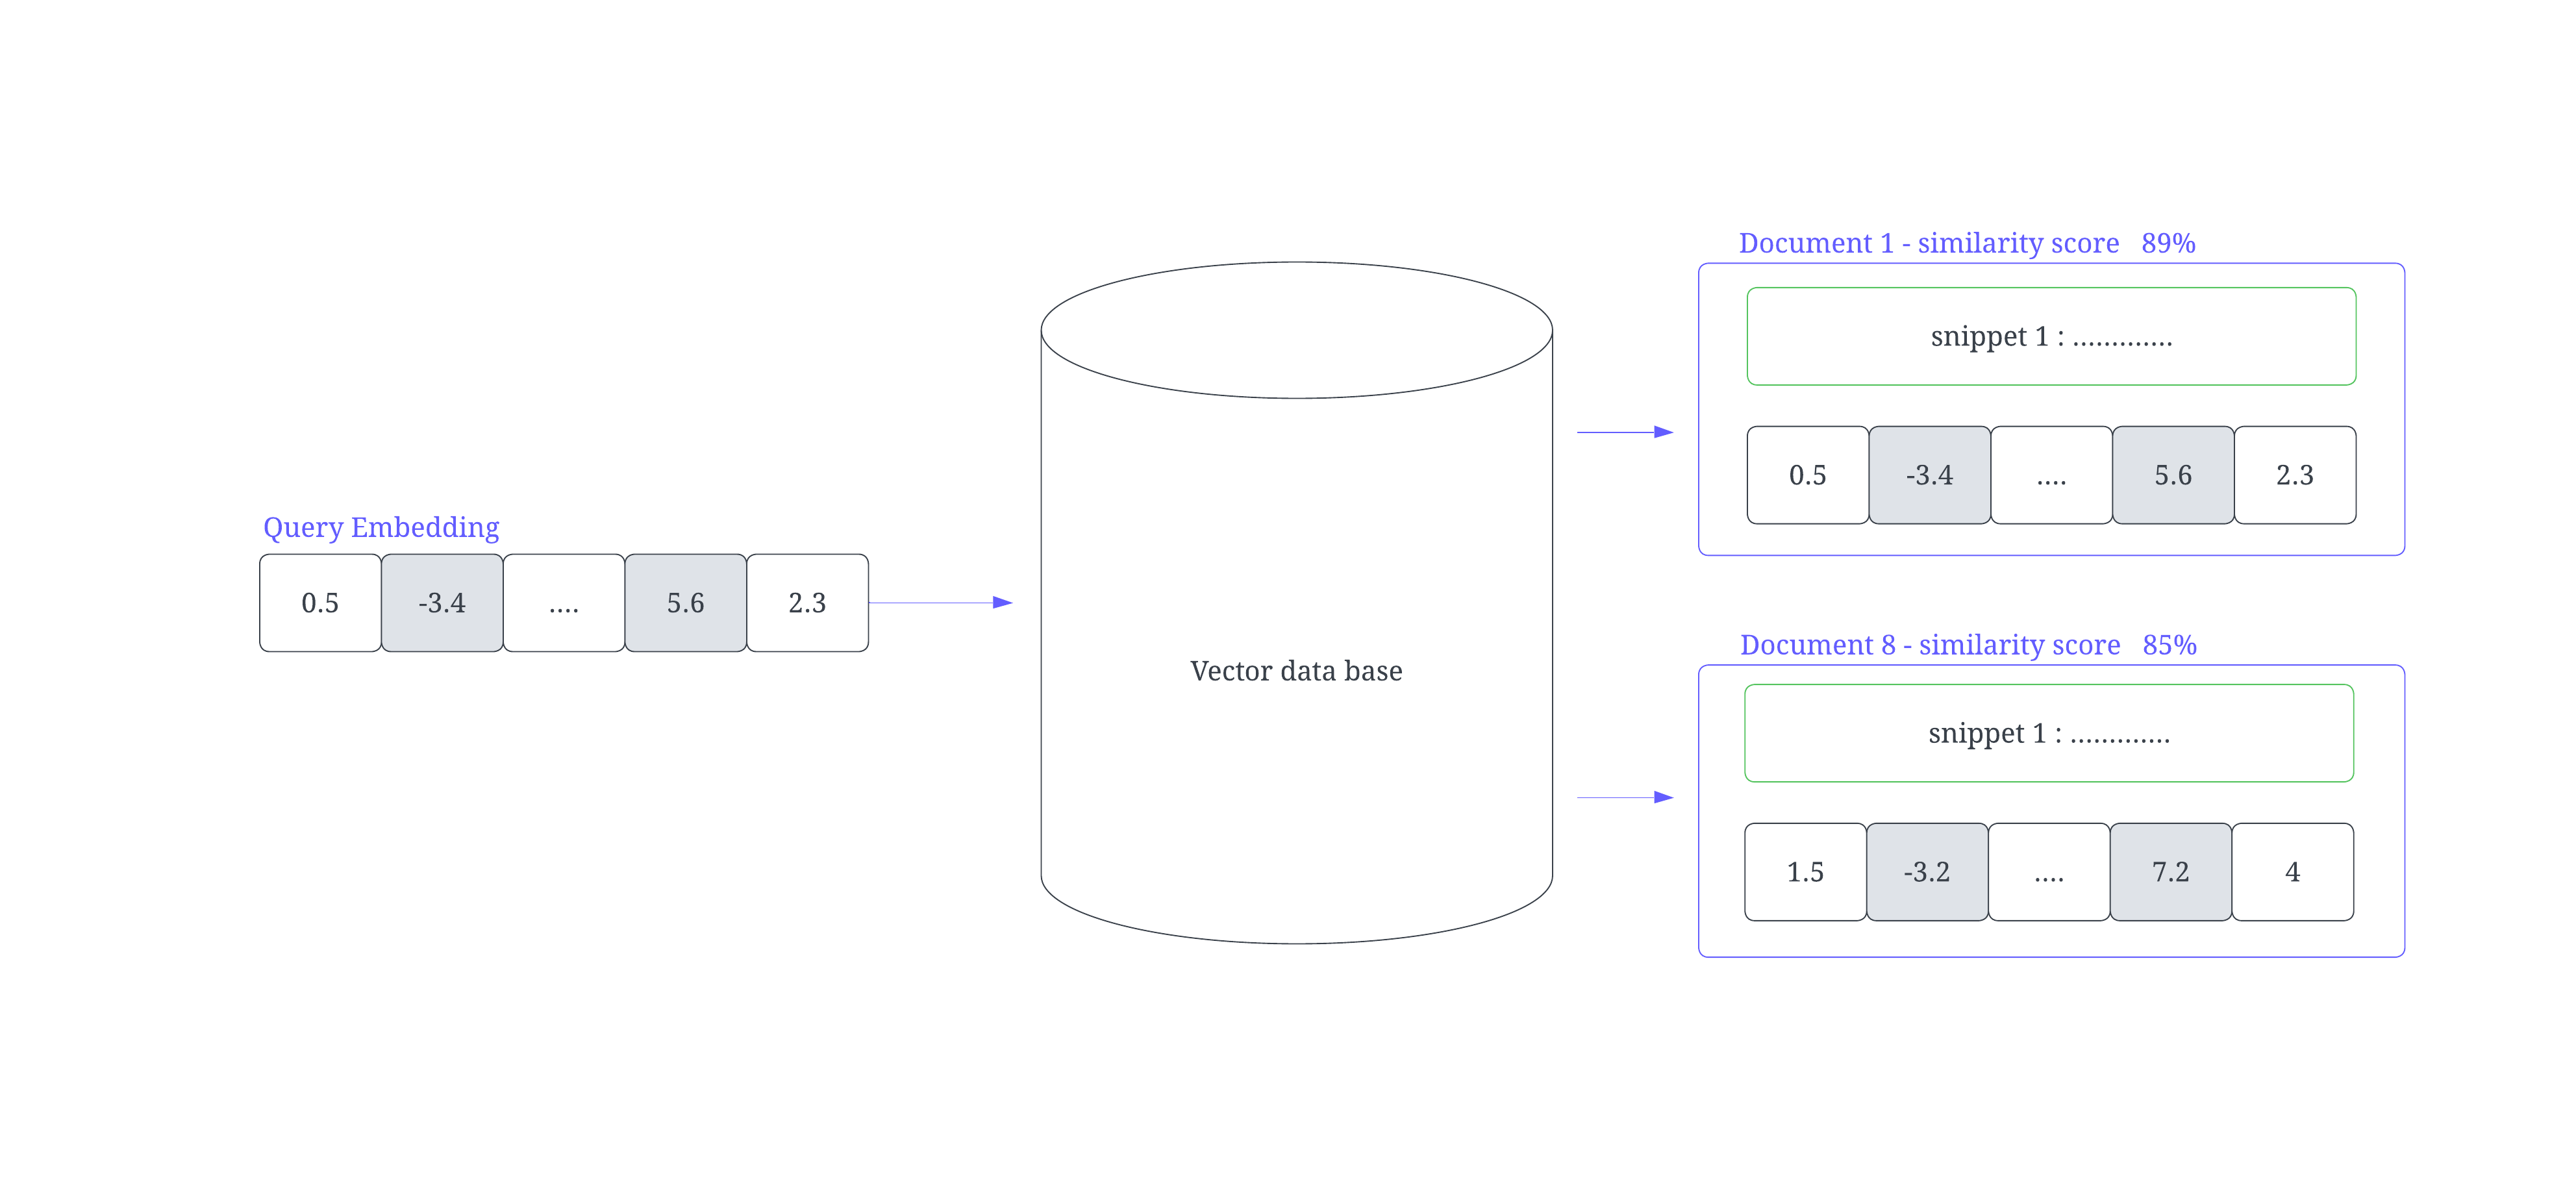 Query Embedding
0.5 -3.4 .... 5.6 2.3
Vector data base
Document 1 - similarity score 89%
snippet 1 : .............
0.5 -3.4 .... 5.6 2.3
Document 8 - similarity score 85%
snippet 1 : .............
1.5 -3.2 .... 7.2 4